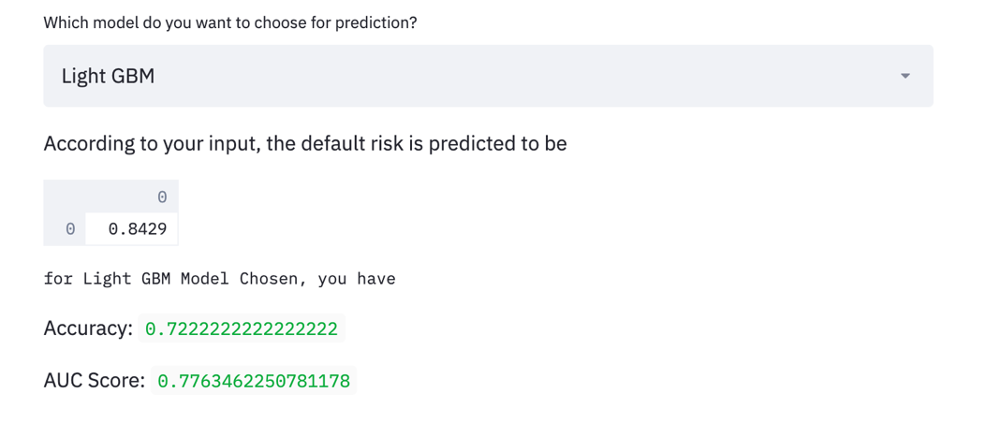 Which model do you want to choose for prediction?
Light GBM
According to your input, the default risk is predicted to be
0
0 0.8429
for Light GBM Model Chosen, you have
Accuracy: 0.7222222222222222
AUC Score: 0.7763462250781178